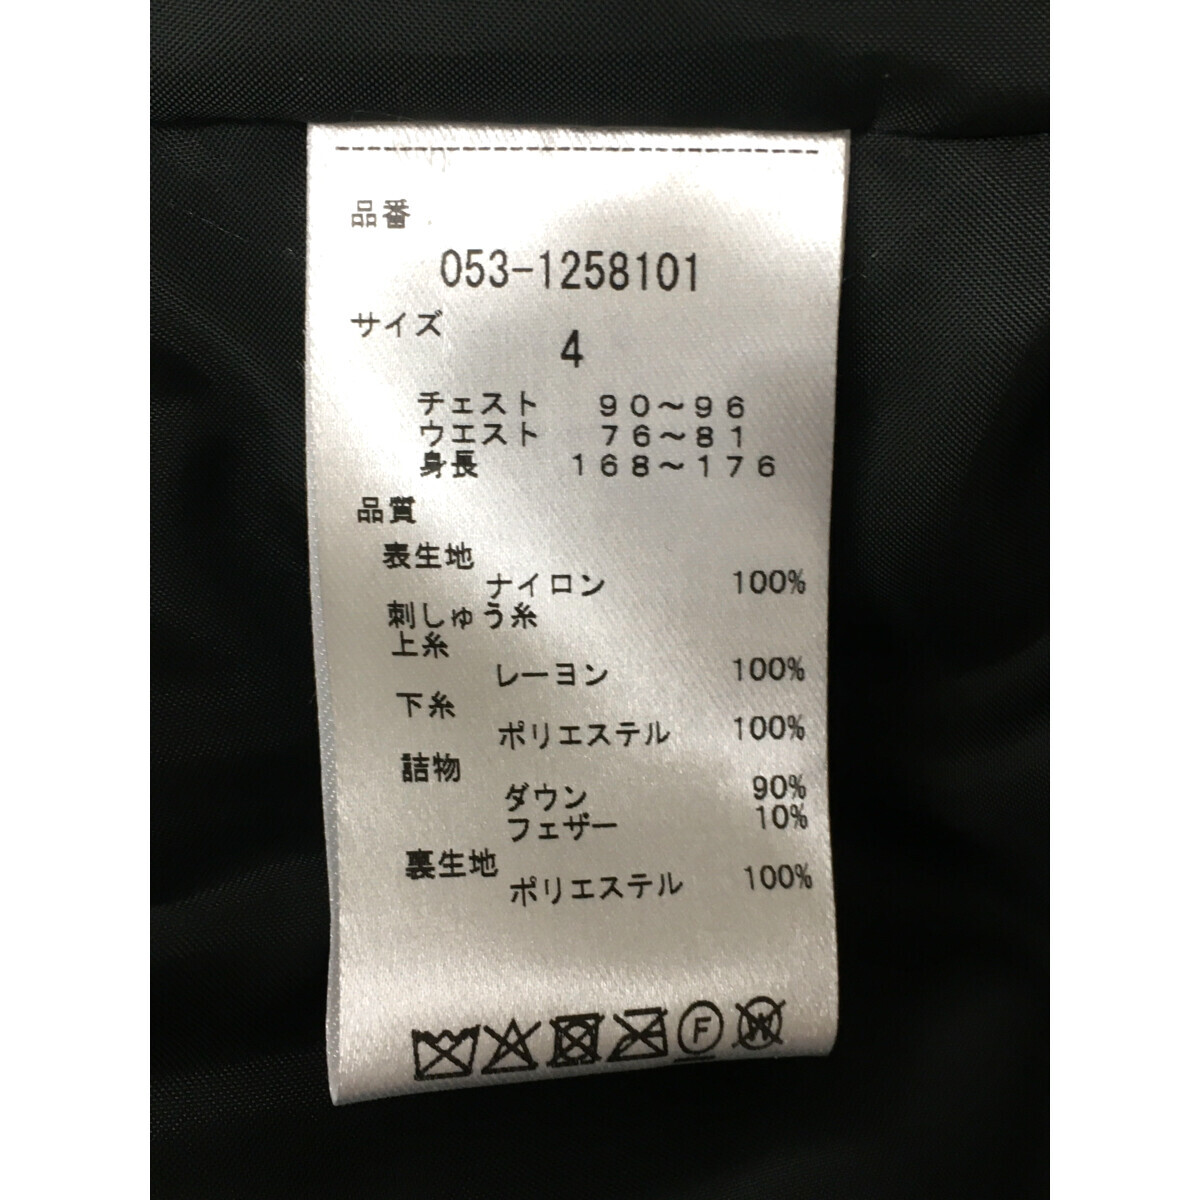 品番
053-1258101
サイズ
4
チェスト 90～96
ウエスト 76～81
身長 168～176
品質
表生地
ナイロン 100%
刺しゅう糸
上糸
レーヨン 100%
下糸
ポリエステル 100%
詰物
ダウン 90%
フェザー 10%
裏生地
ポリエステル 100%
F W